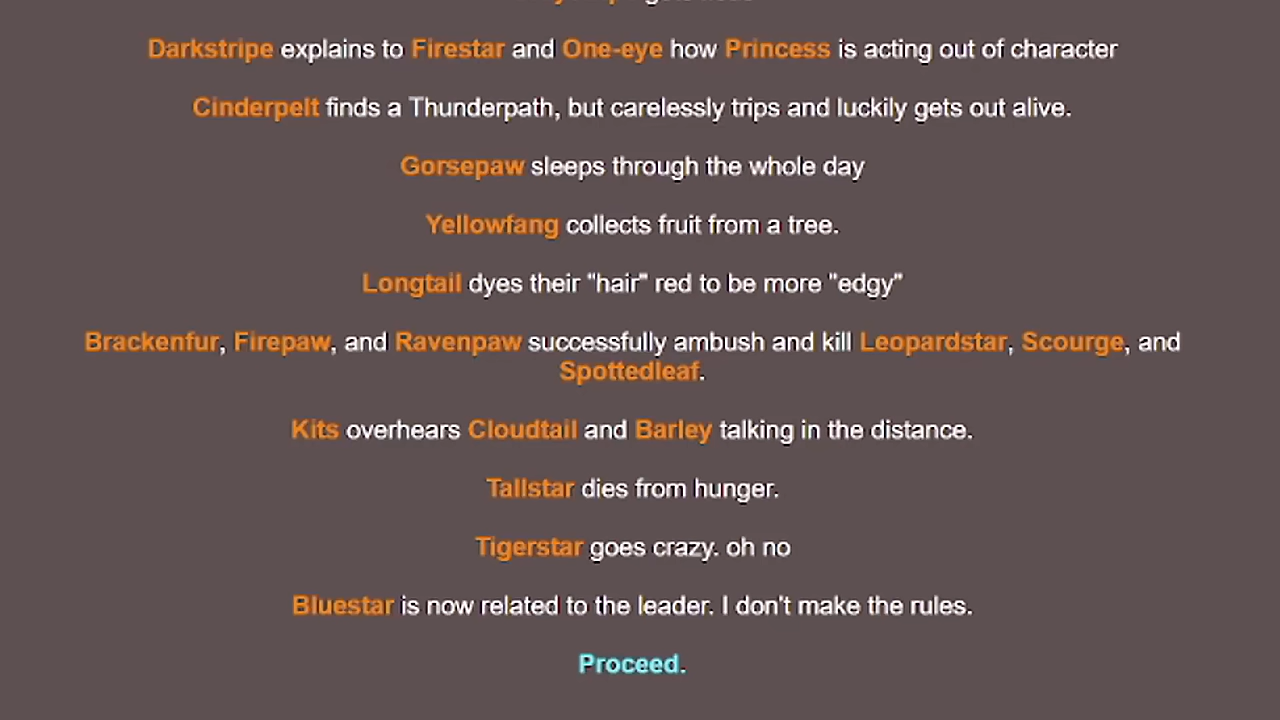 Darkstripe explains to Firestar and One-eye how Princess is acting out of character
Cinderpelt finds a Thunderpath, but carelessly trips and luckily gets out alive.
Gorsepaw sleeps through the whole day
Yellowfang collects fruit from a tree.
Longtail dyes their "hair" red to be more "edgy"
Brackenfur, Firepaw, and Ravenpaw successfully ambush and kill Leopardstar, Scourge, and
Spottedleaf.
Kits overhears Cloudtail and Barley talking in the distance.
Tallstar dies from hunger.
Tigerstar goes crazy. oh no
Bluestar is now related to the leader. I don't make the rules.
Proceed.